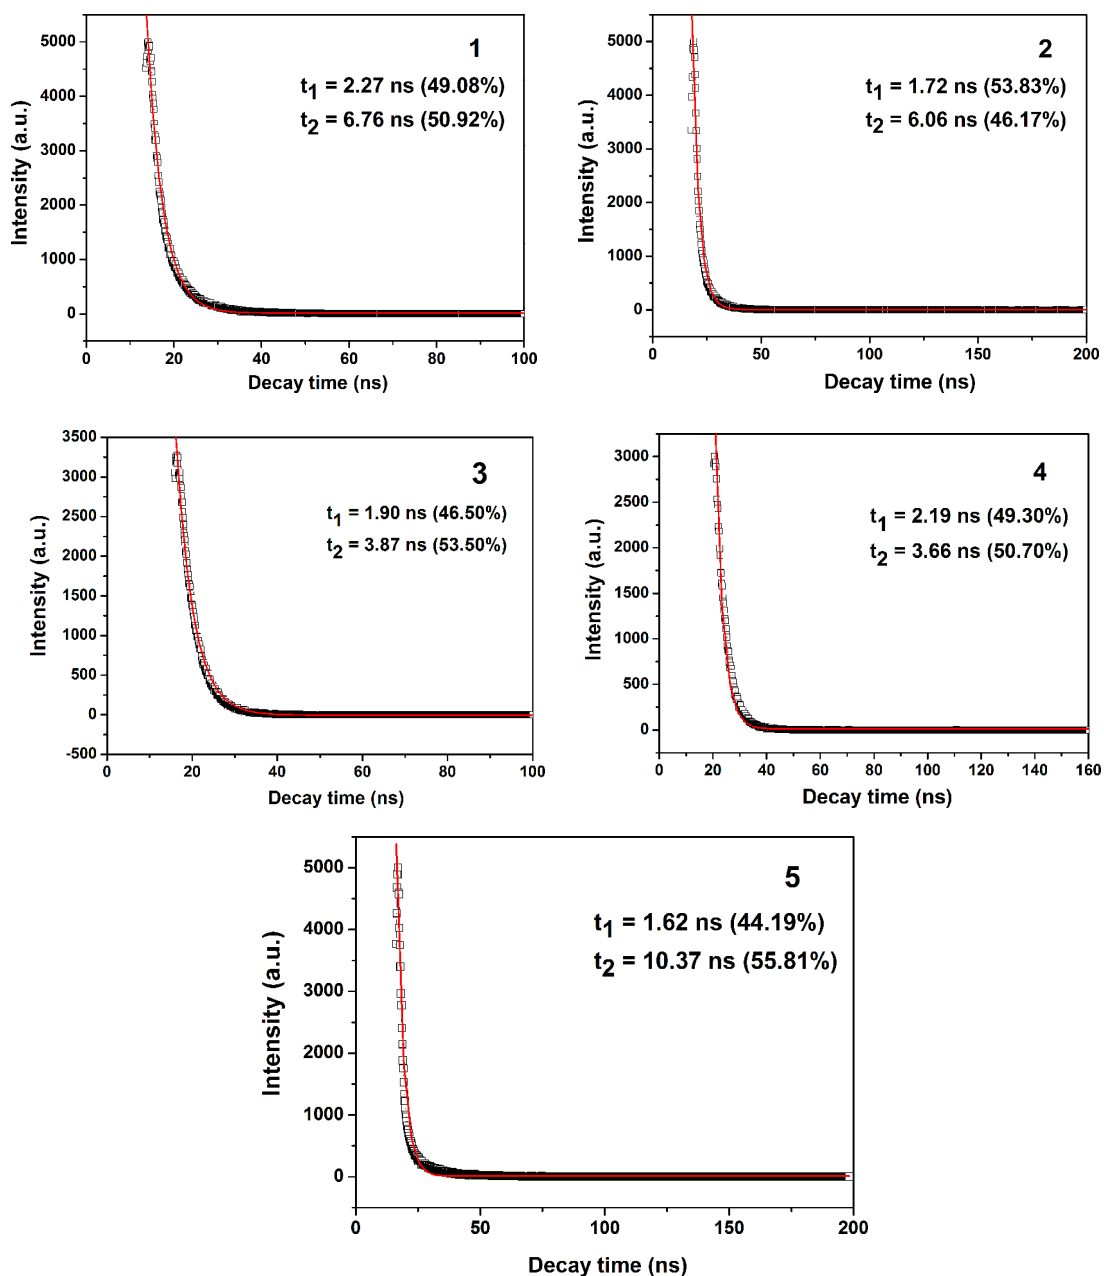 1
t1 = 2.27 ns (49.08%)
t2 = 6.76 ns (50.92%)
5000
4000
3000
2000
1000
0
Intensity (a.u.)
0 20 40 60 80 100
Decay time (ns)
2
t1 = 1.72 ns (53.83%)
t2 = 6.06 ns (46.17%)
5000
4000
3000
2000
1000
0
Intensity (a.u.)
0 50 100 150 200
Decay time (ns)
3
t1 = 1.90 ns (46.50%)
t2 = 3.87 ns (53.50%)
3500
3000
2500
2000
1500
1000
500
0
-500
Intensity (a.u.)
0 20 40 60 80 100
Decay time (ns)
4
t1 = 2.19 ns (49.30%)
t2 = 3.66 ns (50.70%)
3000
2500
2000
1500
1000
500
0
Intensity (a.u.)
0 20 40 60 80 100 120 140 160
Decay time (ns)
5
t1 = 1.62 ns (44.19%)
t2 = 10.37 ns (55.81%)
5000
4000
3000
2000
1000
0
Intensity (a.u.)
0 50 100 150 200
Decay time (ns)